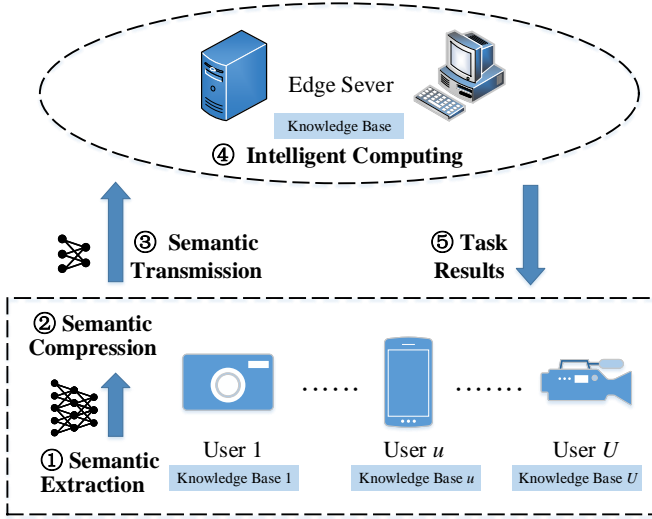 Edge Sever
Knowledge Base
④ Intelligent Computing
③ Semantic
Transmission
⑤ Task
Results
② Semantic
Compression
① Semantic
Extraction
...... ......
User 1 User u User U
Knowledge Base 1 Knowledge Base u Knowledge Base U